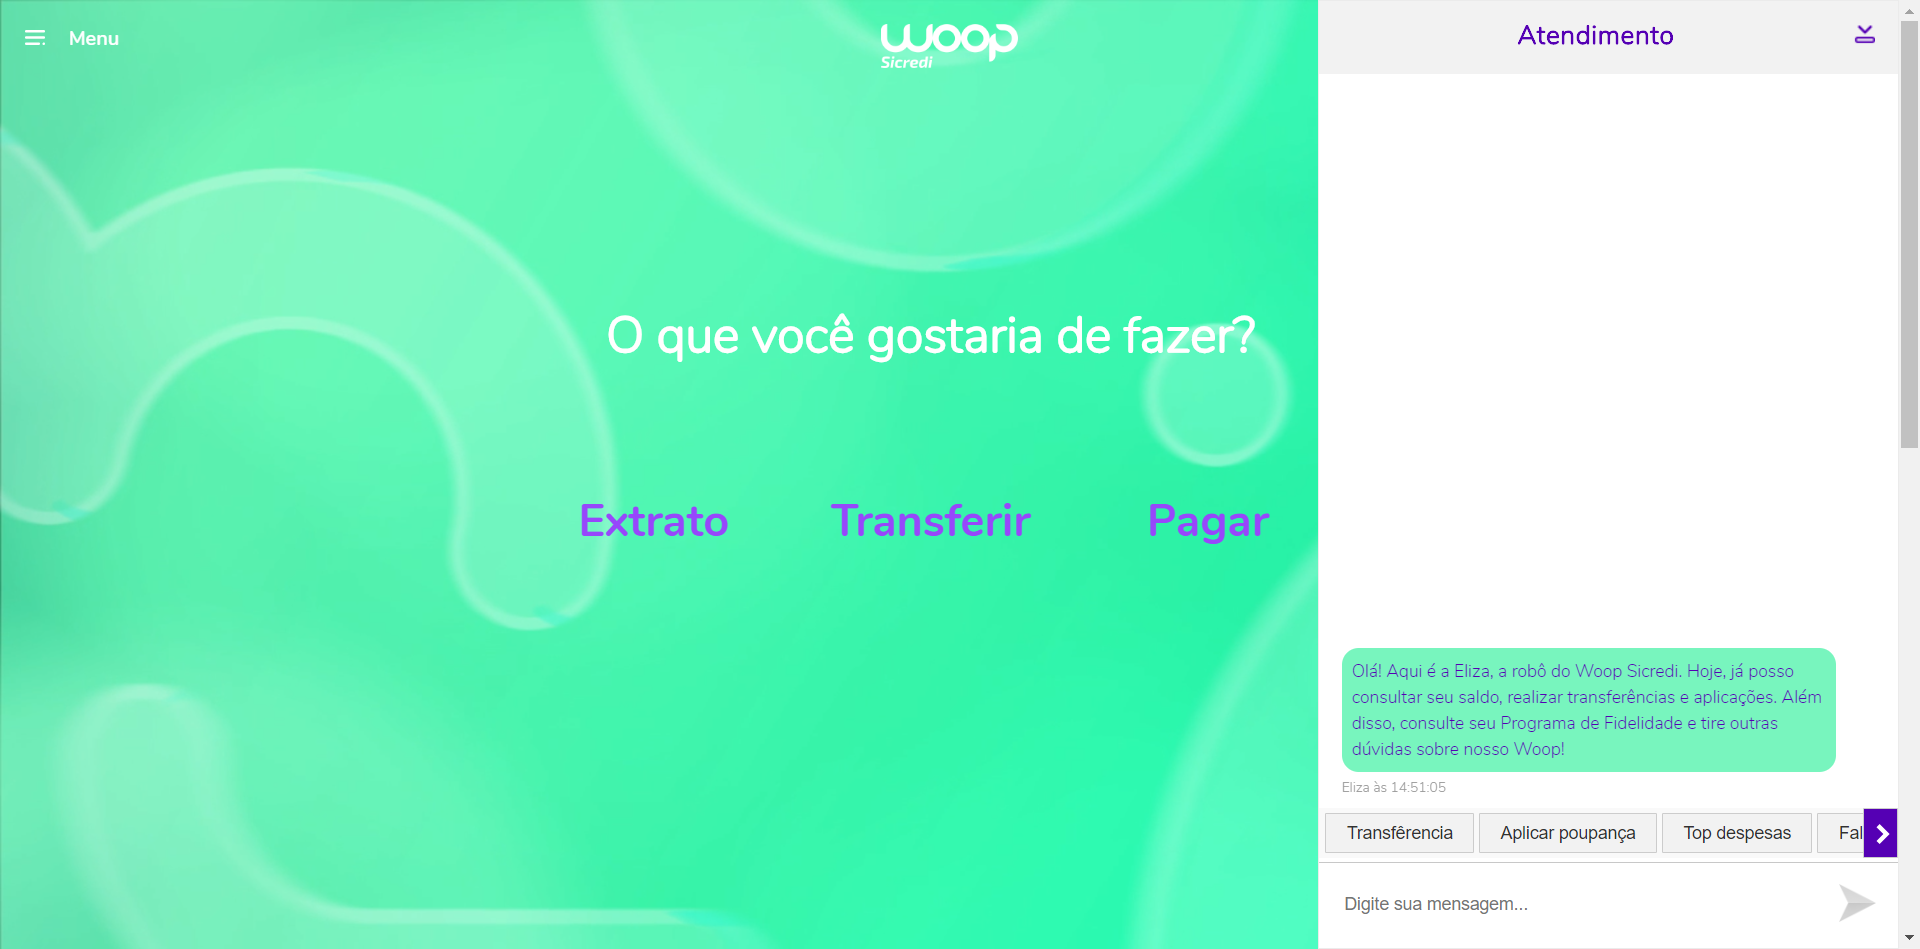 Menu
woop
Sicredi
O que você gostaria de fazer?
Extrato
Transferir
Pagar
Atendimento
Olá! Aqui é a Eliza, a robô do Woop Sicredi. Hoje, já posso
consultar seu saldo, realizar transferências e aplicações. Além
disso, consulte seu Programa de Fidelidade e tire outras
dúvidas sobre nosso Woop!
Eliza às 14:51:05
Transfêrencia
Aplicar poupança
Top despesas
Fal
Digite sua mensagem...